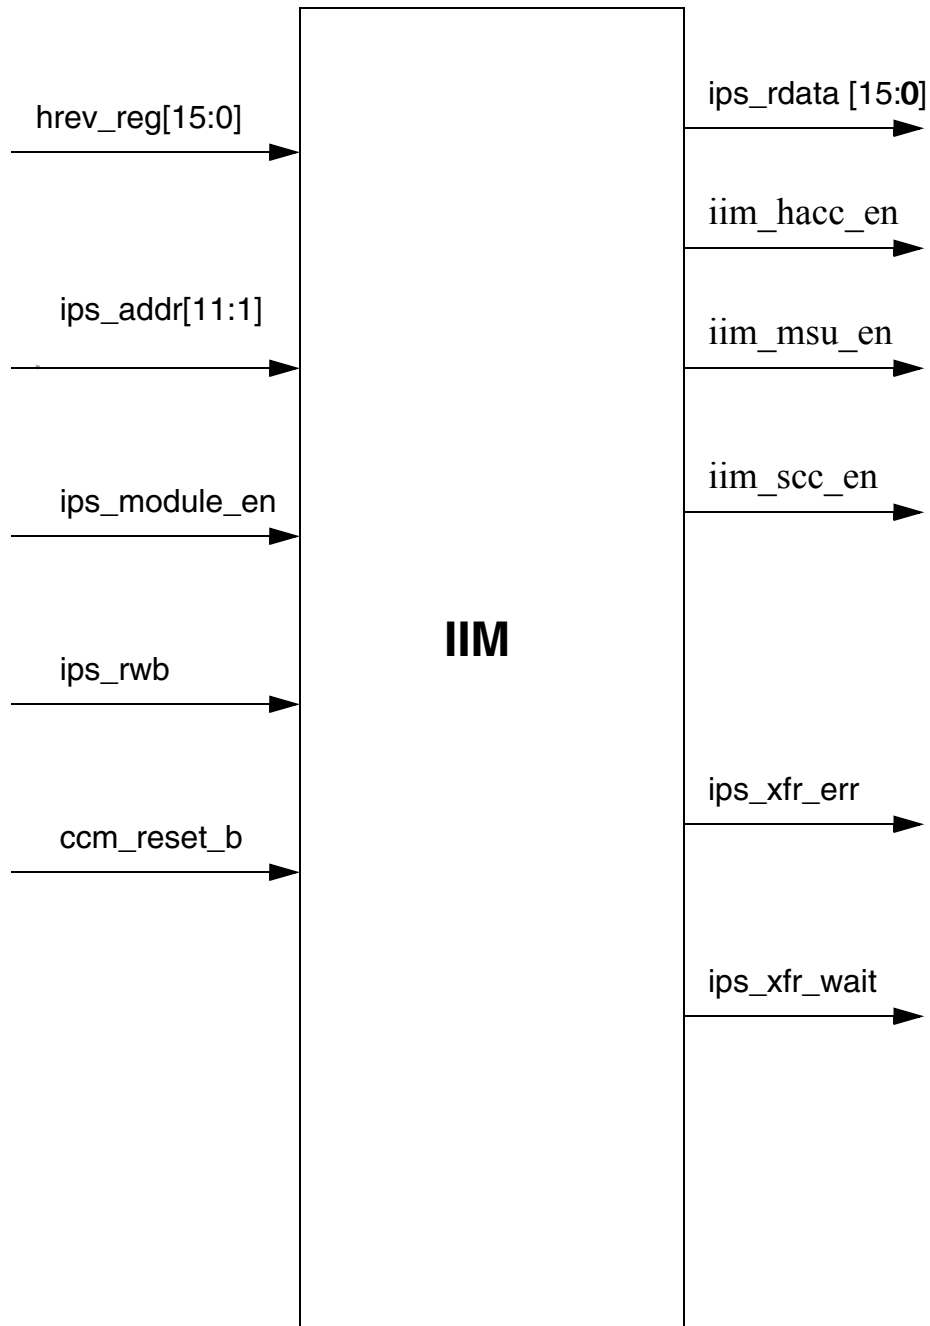 hrev_reg[15:0]
ips_addr[11:1]
ips_module_en
ips_rwb
ccm_reset_b
IIM
ips_rdata [15:0]
iim_hacc_en
iim_msu_en
iim_scc_en
ips_xfr_err
ips_xfr_wait